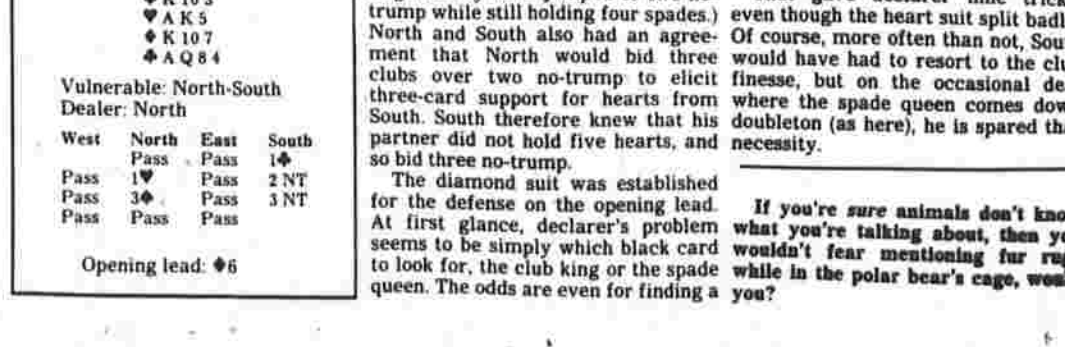 ♥ A K 5
♦ K 10 7
♣ A Q 8 4
Vulnerable: North-South
Dealer: North
West North East South
Pass Pass 1♣
Pass 1♥ Pass 2 NT
Pass 3♦ Pass 3 NT
Pass Pass Pass
Opening lead: ♦6
trump while still holding four spades.)
North and South also had an agree-
ment that North would bid three
clubs over two no-trump to elicit
three-card support for hearts from
South. South therefore knew that his
partner did not hold five hearts, and
so bid three no-trump.
The diamond suit was established
for the defense on the opening lead.
At first glance, declarer's problem
seems to be simply which black card
to look for, the club king or the spade
queen. The odds are even for finding a
even though the heart suit split badl
Of course, more often than not, Sou
would have had to resort to the clu
finesse, but on the occasional de
where the spade queen comes dow
doubleton (as here), he is spared th
necessity.
If you're sure animals don't kno
what you're talking about, then y
wouldn't fear mentioning fur rug
while in the polar bear's cage, woul
you?